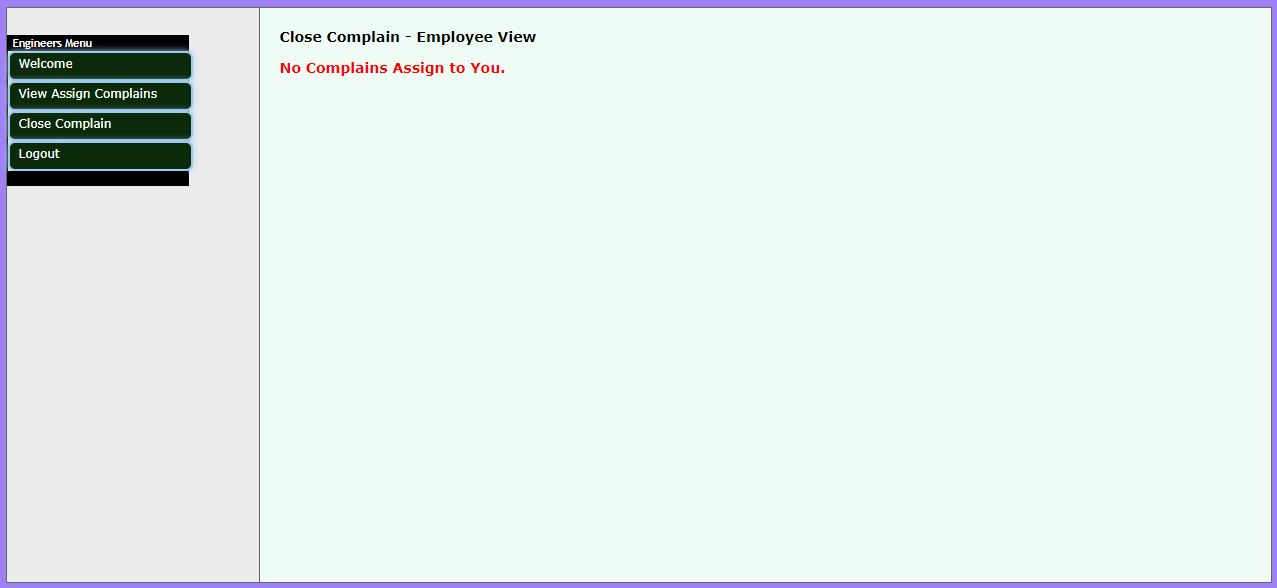 Engineers Menu
Welcome
View Assign Complains
Close Complain
Logout
Close Complain - Employee View
No Complains Assign to You.